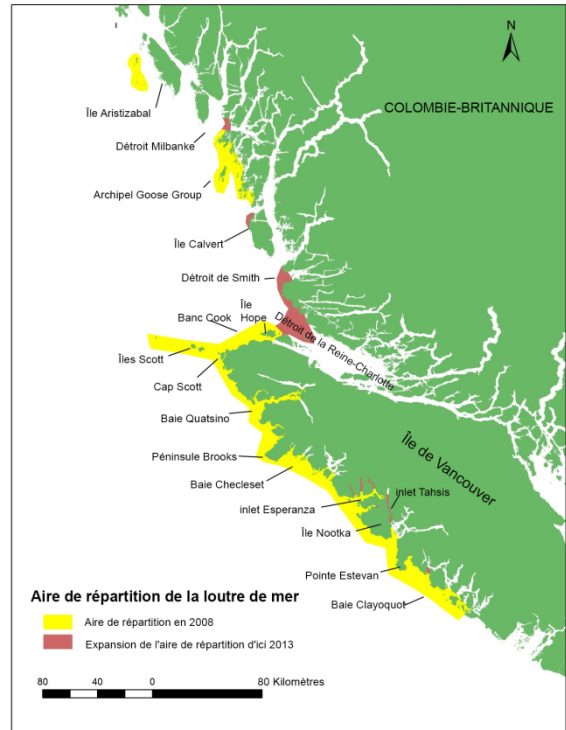 N
COLOMBIE-BRITANNIQUE
Île Aristizabal
Détroit Milbanke
Archipel Goose Group
Île Calvert
Détroit de Smith
Île
Hope
Banc Cook
Détroit de la Reine-Charlotte
Îles Scott
Cap Scott
Baie Quatsino
Île de Vancouver
Péninsule Brooks
Baie Checleset
inlet Tahsis
inlet Esperanza
Île Nootka
Pointe Estevan
Baie Clayoquot
Aire de répartition de la loutre de mer
Aire de répartition en 2008
Expansion de l'aire de répartition d'ici 2013
80 40 0 80 Kilomètres